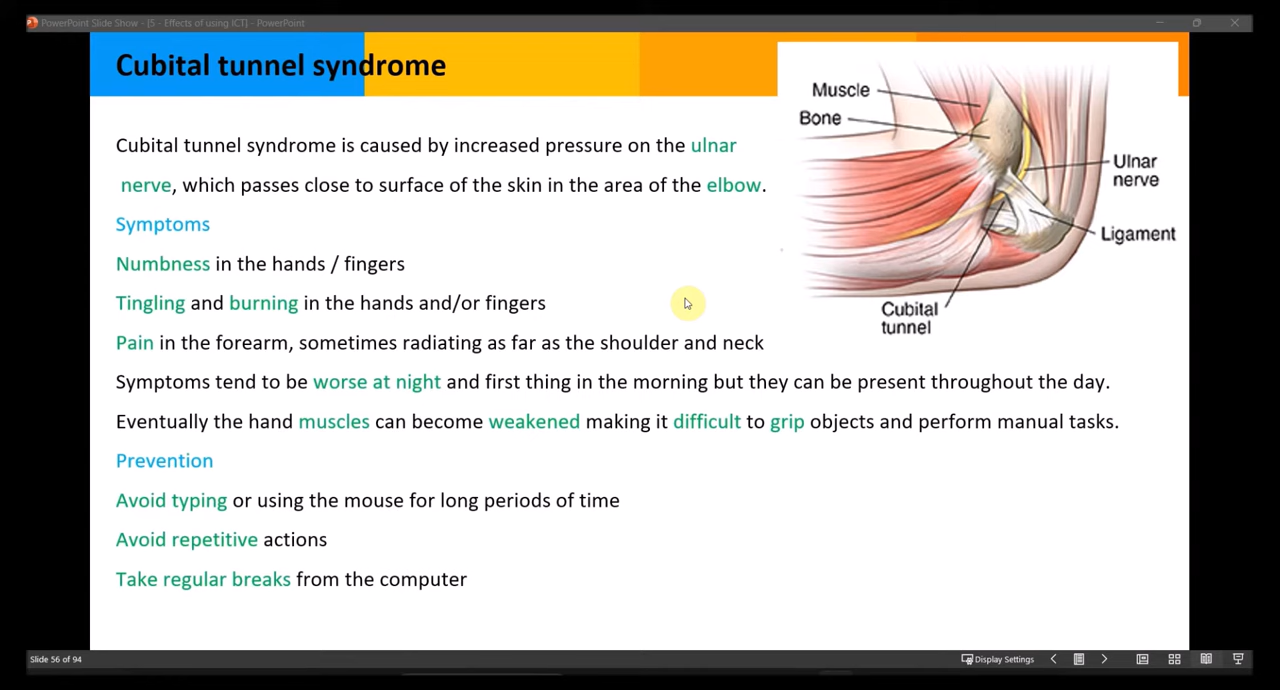 PowerPoint Slide Show - [5 - Effects of using ICT] - PowerPoint
Cubital tunnel syndrome
Cubital tunnel syndrome is caused by increased pressure on the ulnar
nerve, which passes close to surface of the skin in the area of the elbow.
Symptoms
Numbness in the hands / fingers
Tingling and burning in the hands and/or fingers
Pain in the forearm, sometimes radiating as far as the shoulder and neck
Symptoms tend to be worse at night and first thing in the morning but they can be present throughout the day.
Eventually the hand muscles can become weakened making it difficult to grip objects and perform manual tasks.
Prevention
Avoid typing or using the mouse for long periods of time
Avoid repetitive actions
Take regular breaks from the computer
Muscle
Bone
Ulnar
nerve
Ligament
Cubital
tunnel
Slide 56 of 94
Display Settings